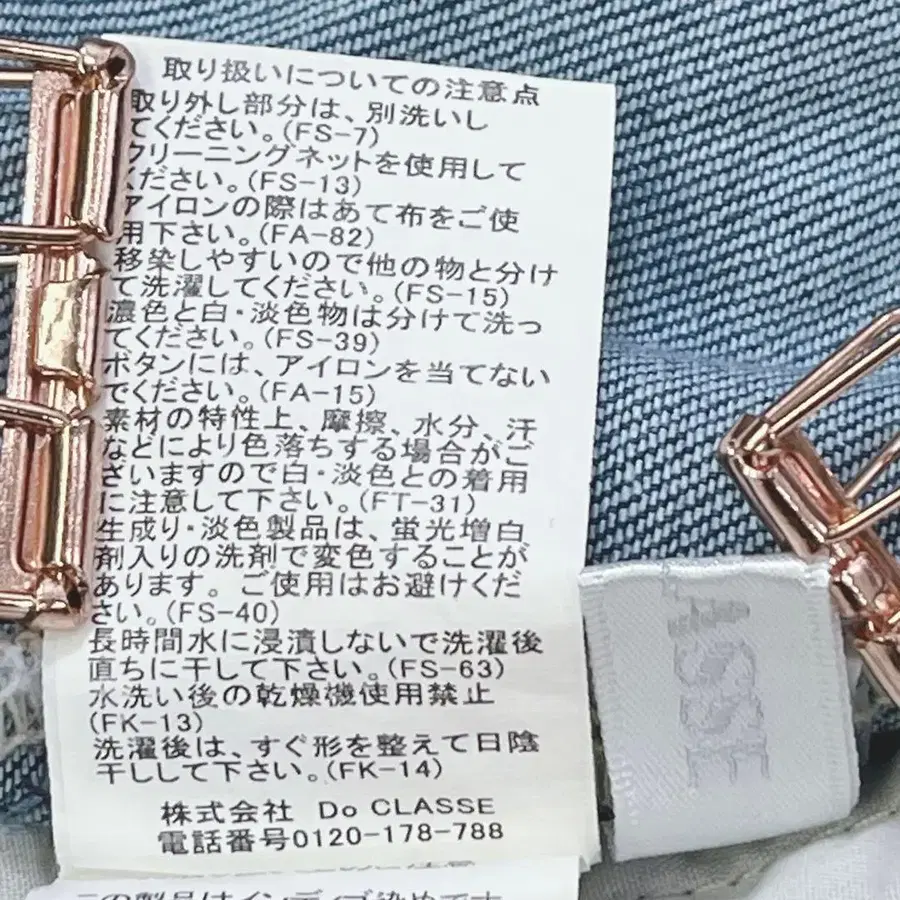 取り扱いについての注意点
取り外し部分は、別洗いし
てください。(FS-7)
クリーニングネットを使用して
ください。(FS-13)
アイロンの際はあて布をご使
用下さい。(FA-82)
移染しやすいので他の物と分け
て洗濯してください。(FS-15)
濃色と白・淡色物は分けて洗っ
てください。(FS-39)
ボタンには、アイロンを当てない
でください。(FA-15)
素材の特性上、摩擦、水分、汗
などにより色落ちする場合がご
ざいますので白・淡色との着用
に注意して下さい。(FT-31)
生成り・淡色製品は、蛍光増白
剤入りの洗剤で変色することが
あります。ご使用はお避けくだ
さい。(FS-40)
長時間水に浸漬しないで洗濯後
直ちに干して下さい。(FS-63)
水洗い後の乾燥機使用禁止
(FK-13)
洗濯後は、すぐ形を整えて日陰
干しして下さい。(FK-14)
株式会社 Do CLASSE
電話番号0120-178-788
この製品はインディゴ染めです
ASSE